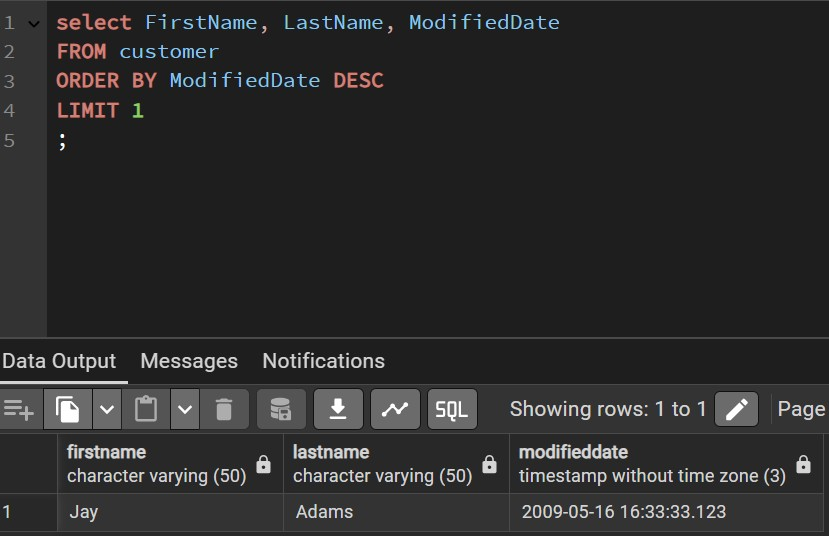 1 select FirstName, LastName, ModifiedDate
2 FROM customer
3 ORDER BY ModifiedDate DESC
4 LIMIT 1
5 ;
Data Output Messages Notifications
SQL Showing rows: 1 to 1 Page
firstname lastname modifieddate
character varying (50) character varying (50) timestamp without time zone (3)
1 Jay Adams 2009-05-16 16:33:33.123